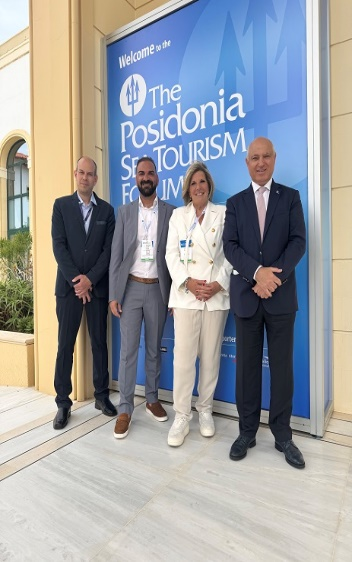 Welcome to the
The
Posidonia
SEA TOURISM
FORUM